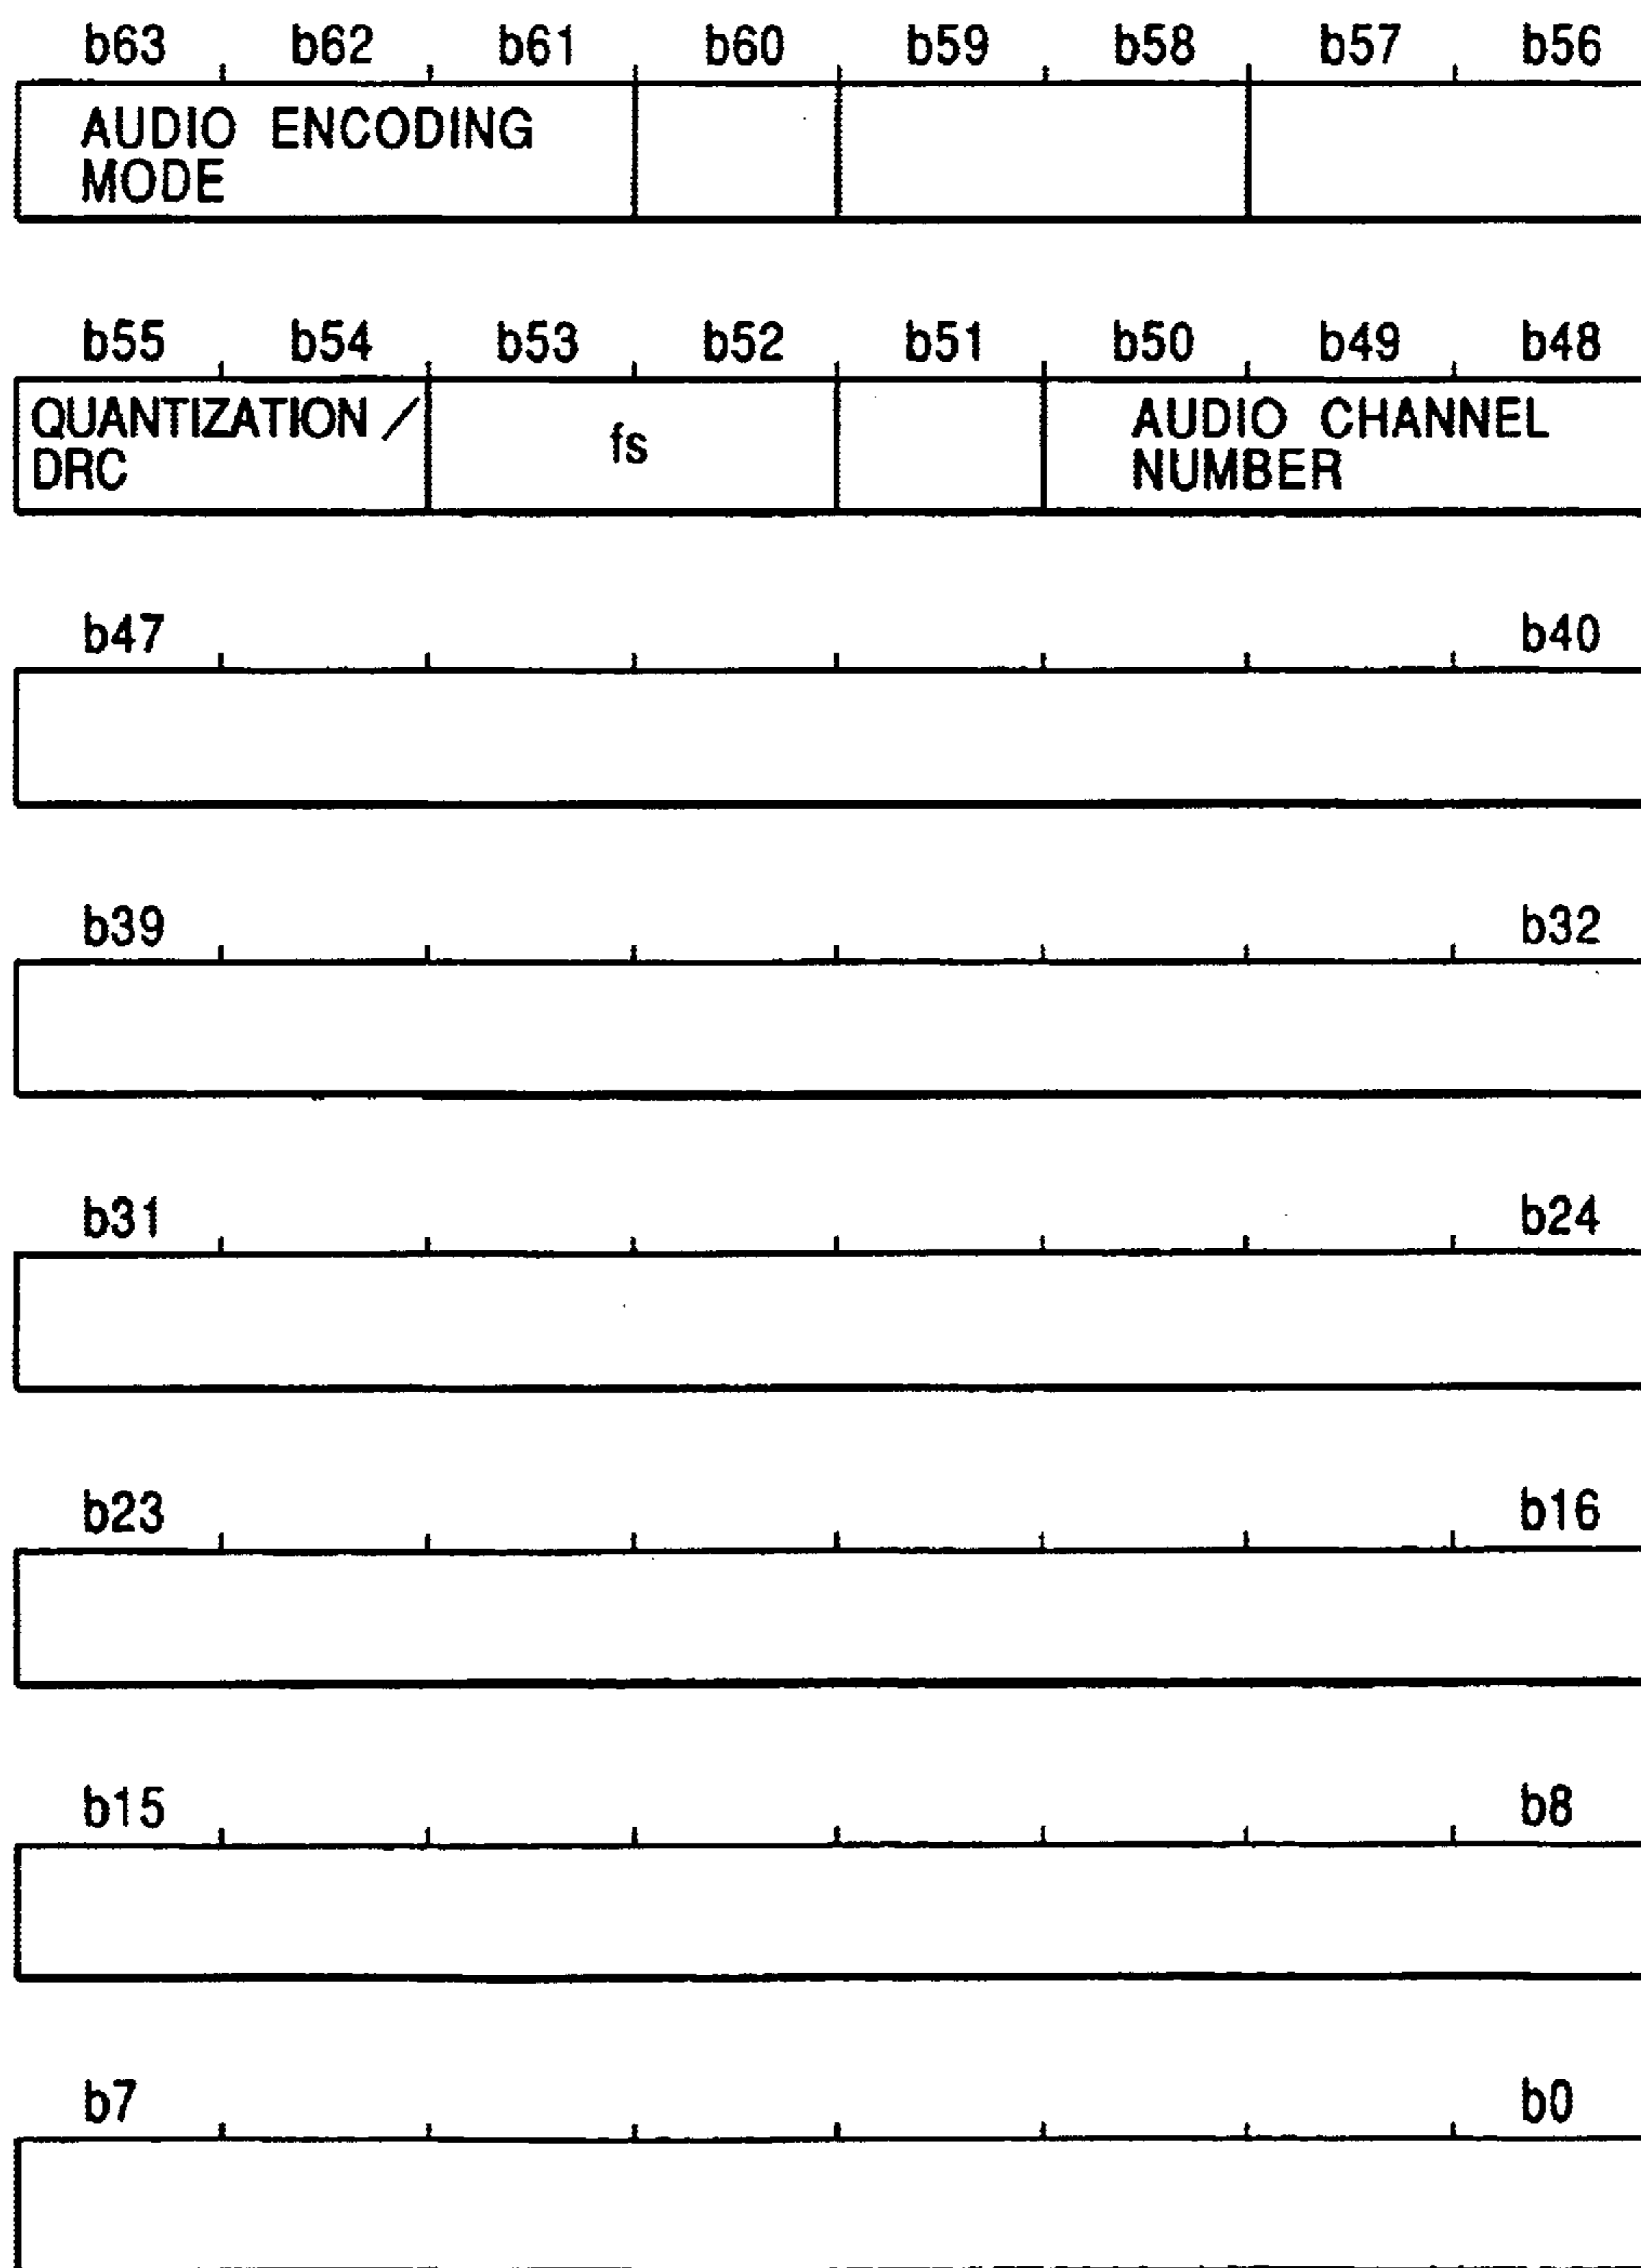 b63 b62 b61 b60 b59 b58 b57 b56
AUDIO ENCODING
MODE
b55 b54 b53 b52 b51 b50 b49 b48
QUANTIZATION /
DRC
fs
AUDIO CHANNEL
NUMBER
b47 b40
b39 b32
b31 b24
b23 b16
b15 b8
b7 b0